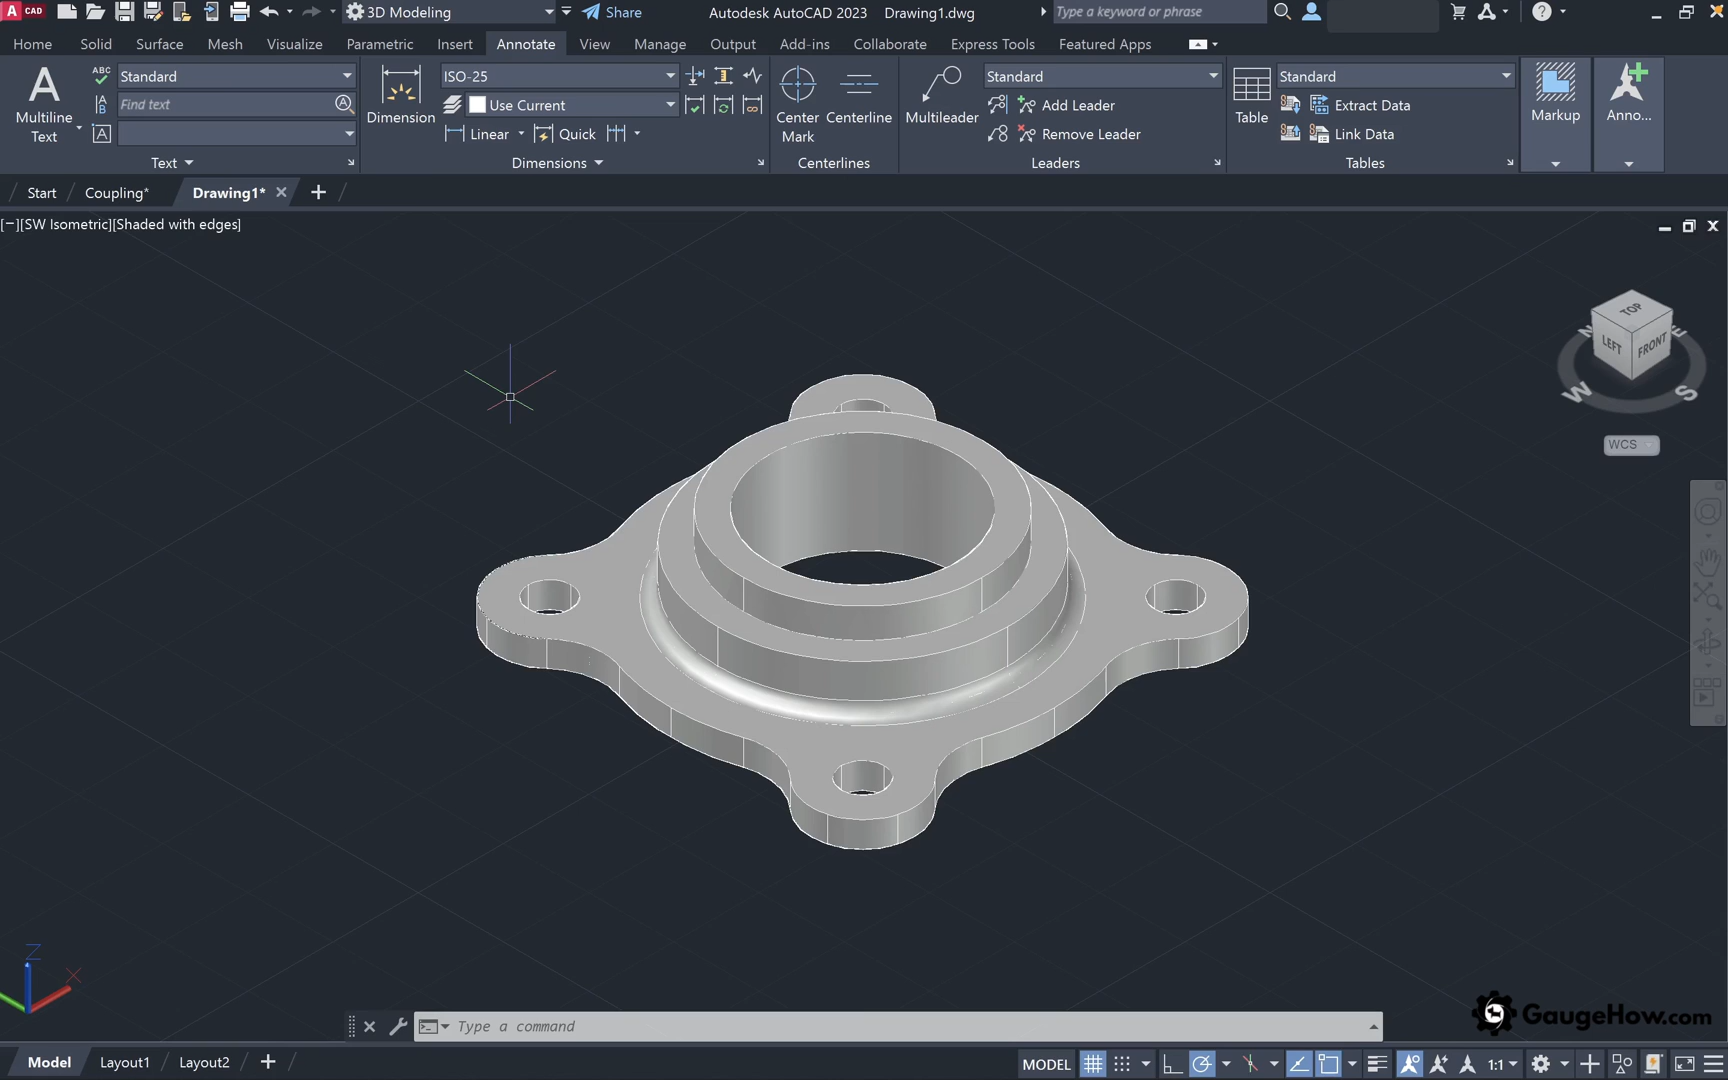 A CAD 3D Modeling Share Autodesk AutoCAD 2023 Drawing1.dwg Type a keyword or phrase
Home Solid Surface Mesh Visualize Parametric Insert Annotate View Manage Output Add-ins Collaborate Express Tools Featured Apps
A ABC Standard ISO-25 Standard Standard
Multiline Text A B Find text Dimension Use Current Center Mark Centerline Multileader Add Leader Table Extract Data Markup Anno...
A Linear Quick Remove Leader Link Data
Text Dimensions Centerlines Leaders Tables
Start Coupling* Drawing1*
[−][SW Isometric][Shaded with edges]
TOP
N E
LEFT FRONT
W S
WCS
Z
X
Type a command
GaugeHow.com
Model Layout1 Layout2 MODEL 1:1